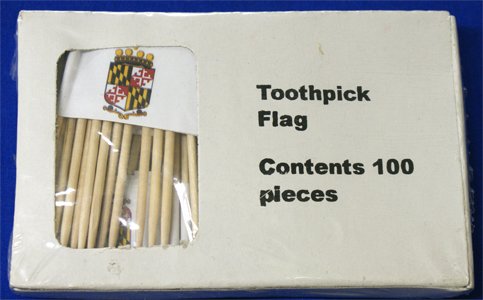 Toothpick
Flag
Contents 100
pieces